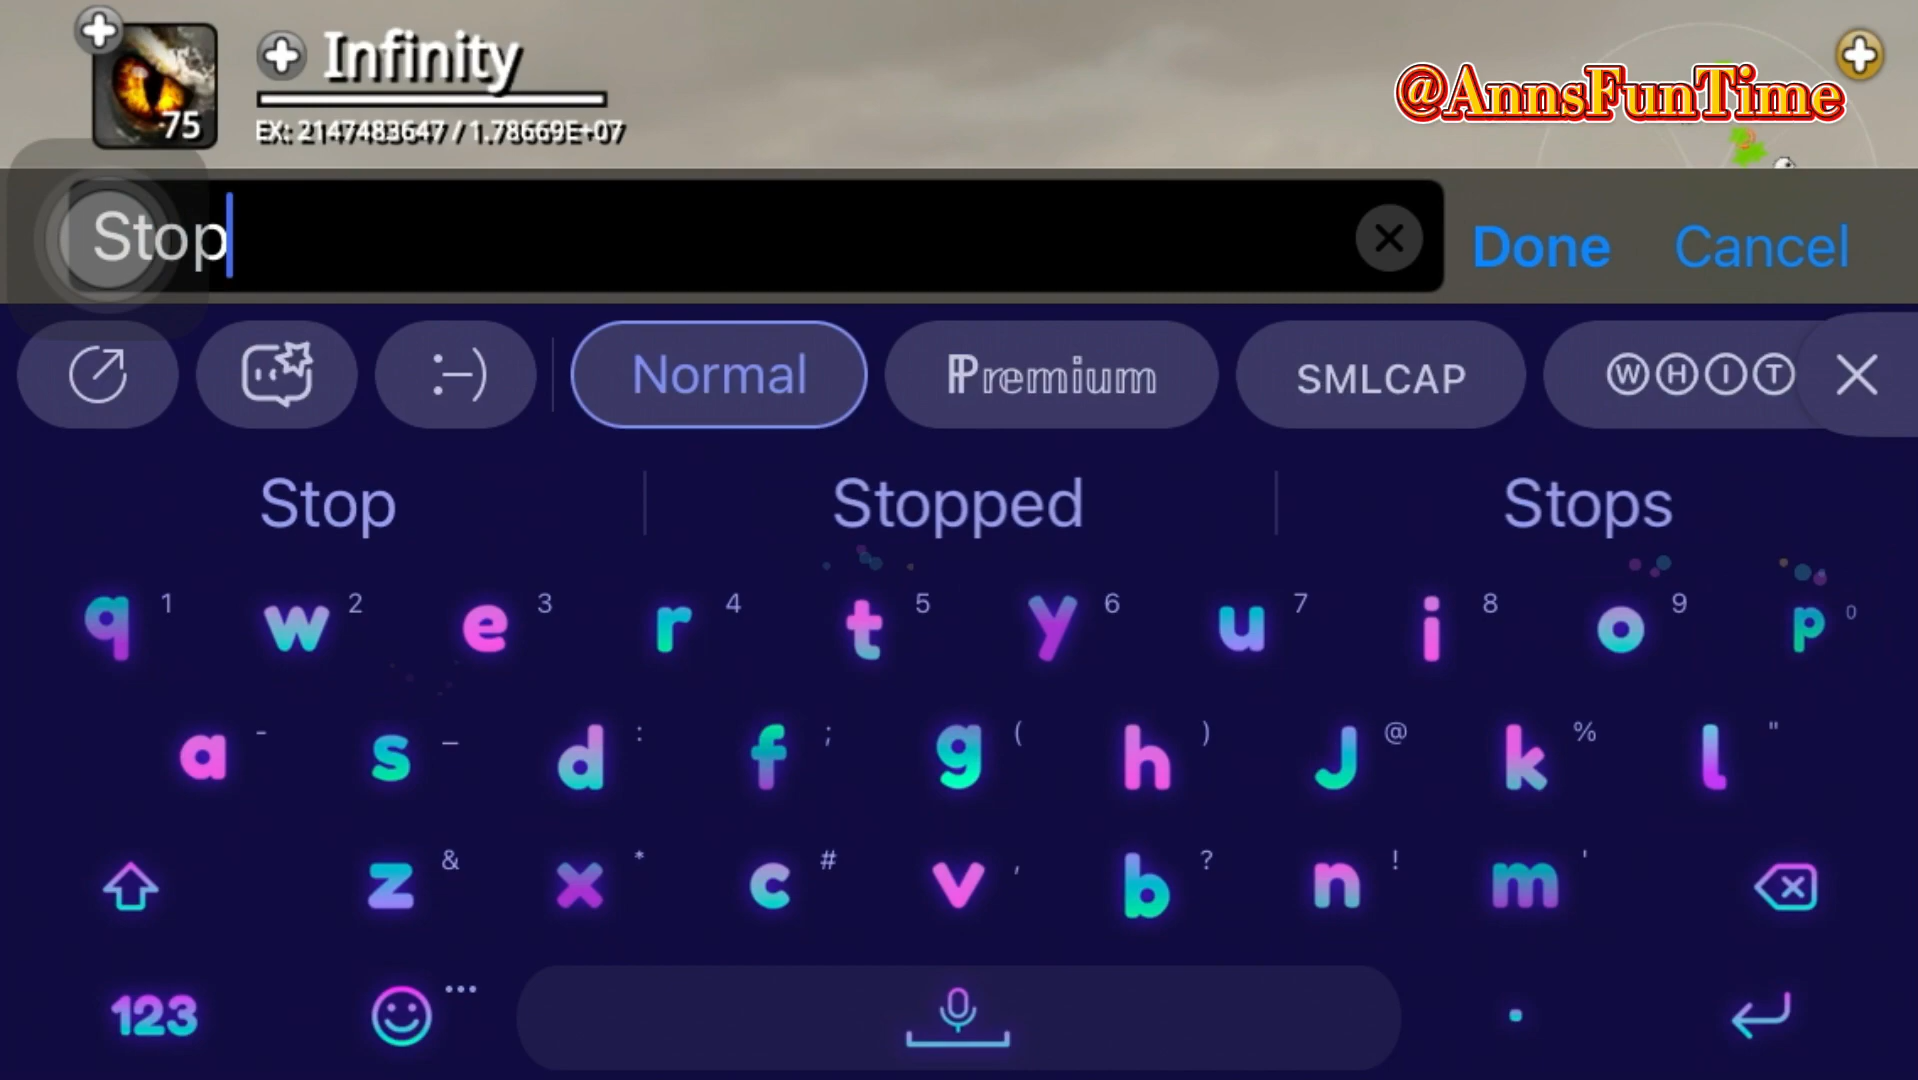 Infinity
75
EX: 2147483647 / 1.78669E+07
@AnnsFunTime
Stop
Done
Cancel
:-)
Normal
ℙremium
SMLCAP
ⓌⒽⒾⓉ
Stop
Stopped
Stops
q 1 w 2 e 3 r 4 t 5 y 6 u 7 i 8 o 9 p 0
a - s _ d : f ; g ( h ) J @ k % l "
z & x * c # v , b ? n ! m '
123 ... .